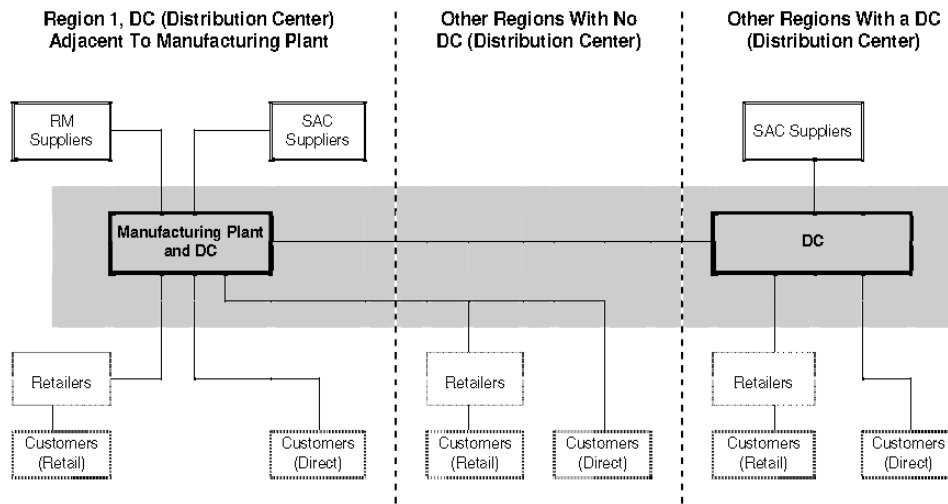 Region 1, DC (Distribution Center)
Adjacent To Manufacturing Plant
Other Regions With No
DC (Distribution Center)
Other Regions With a DC
(Distribution Center)
RM
Suppliers
SAC
Suppliers
SAC Suppliers
Manufacturing Plant
and DC
DC
Retailers
Retailers
Retailers
Customers
(Retail)
Customers
(Direct)
Customers
(Retail)
Customers
(Direct)
Customers
(Retail)
Customers
(Direct)